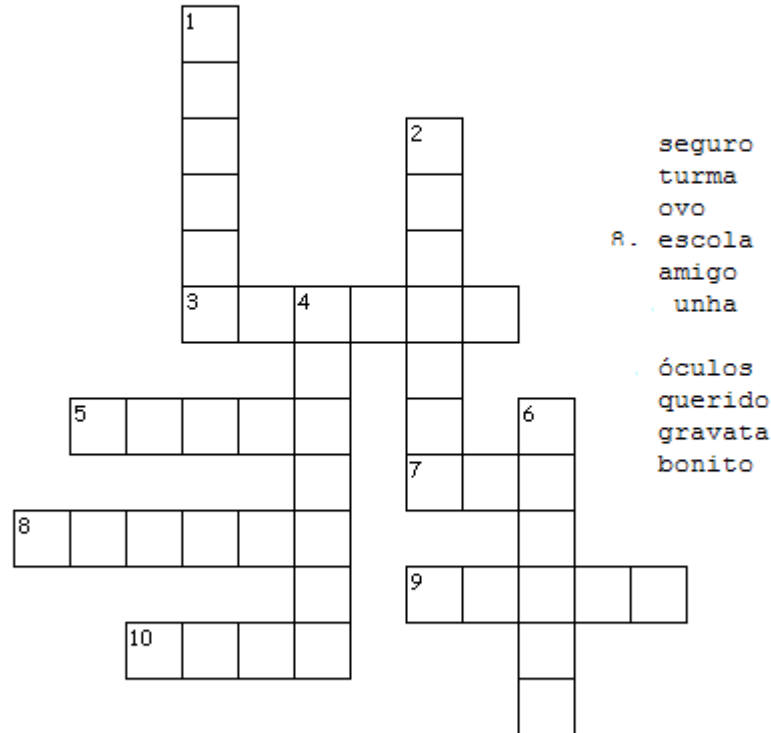 1
2
3 4
5 6
7
8
9
10
seguro
turma
ovo
8. escola
amigo
unha
óculos
querido
gravata
bonito